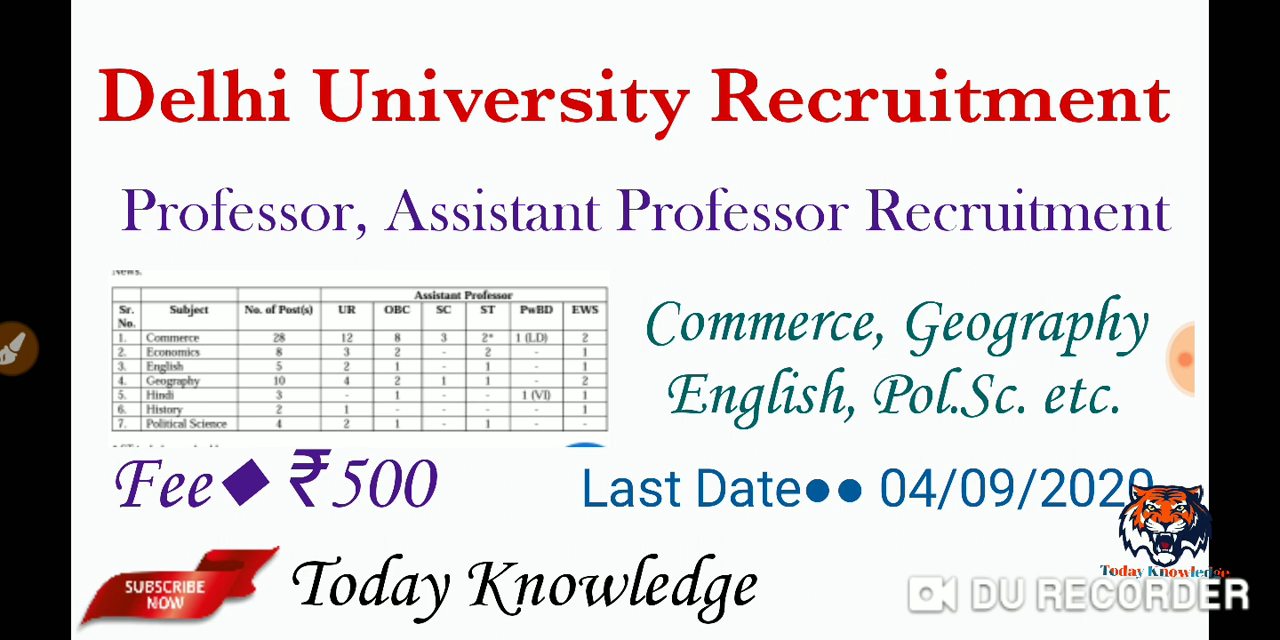 Delhi University Recruitment
Professor, Assistant Professor Recruitment
News.
Assistant Professor
Sr. No. Subject No. of Post(s) UR OBC SC ST PwBD EWS
1. Commerce 28 12 8 3 2* 1 (LD) 2
2. Economics 8 3 2 - 2 - 1
3. English 5 2 1 - 1 - 1
4. Geography 10 4 2 1 1 - 2
5. Hindi 3 - 1 - - 1 (VI) 1
6. History 2 1 - - - - 1
7. Political Science 4 2 1 - 1 - -
Commerce, Geography
English, Pol.Sc. etc.
Fee◆ ₹500
Last Date●● 04/09/2020
SUBSCRIBE
NOW
Today Knowledge
Today Knowledge
DU RECORDER